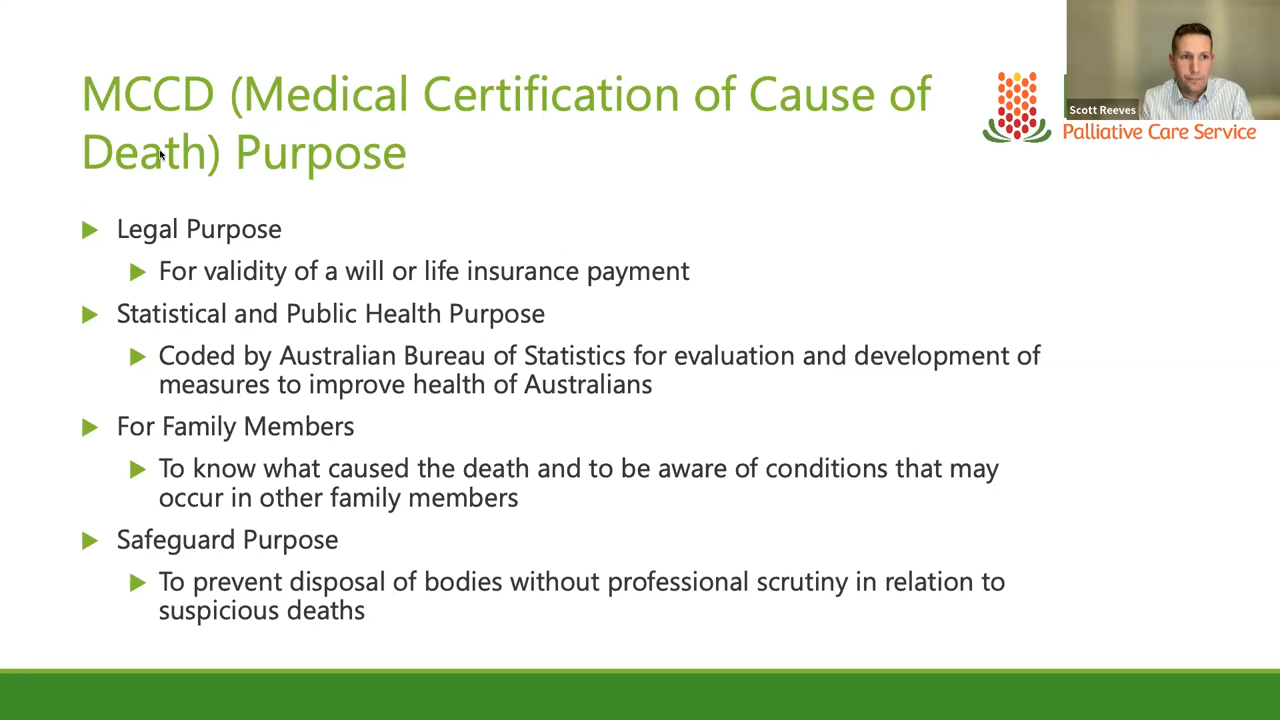 MCCD (Medical Certification of Cause of
Death) Purpose
Scott Reeves
Palliative Care Service
Legal Purpose
For validity of a will or life insurance payment
Statistical and Public Health Purpose
Coded by Australian Bureau of Statistics for evaluation and development of
measures to improve health of Australians
For Family Members
To know what caused the death and to be aware of conditions that may
occur in other family members
Safeguard Purpose
To prevent disposal of bodies without professional scrutiny in relation to
suspicious deaths